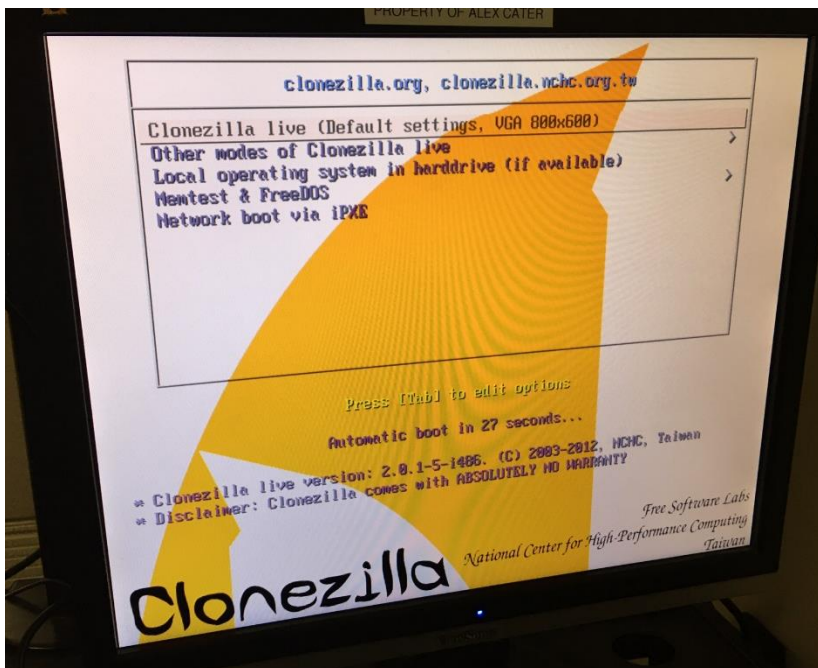 PROPERTY OF ALEX CATER
clonezilla.org, clonezilla.nchc.org.tw
Clonezilla live (Default settings, VGA 800x600)
Other modes of Clonezilla live
Local operating system in harddrive (if available)
Memtest & FreeDOS
Network boot via iPXE
Press [Tab] to edit options
Automatic boot in 27 seconds...
* Clonezilla live version: 2.0.1-5-i486. (C) 2003-2012, NCHC, Taiwan
* Disclaimer: Clonezilla comes with ABSOLUTELY NO WARRANTY
Free Software Labs
National Center for High-Performance Computing
Taiwan
Clonezilla